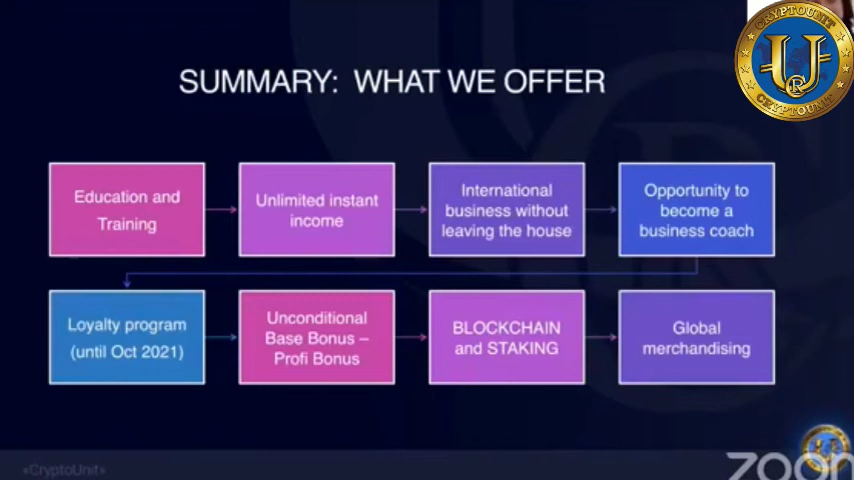 CRYPTOUNIT
U
R
CRYPTOUNIT
SUMMARY: WHAT WE OFFER
Education and
Training
Unlimited instant
income
International
business without
leaving the house
Opportunity to
become a
business coach
Loyalty program
(until Oct 2021)
Unconditional
Base Bonus –
Profi Bonus
BLOCKCHAIN
and STAKING
Global
merchandising
«CryptoUnit»
zoom